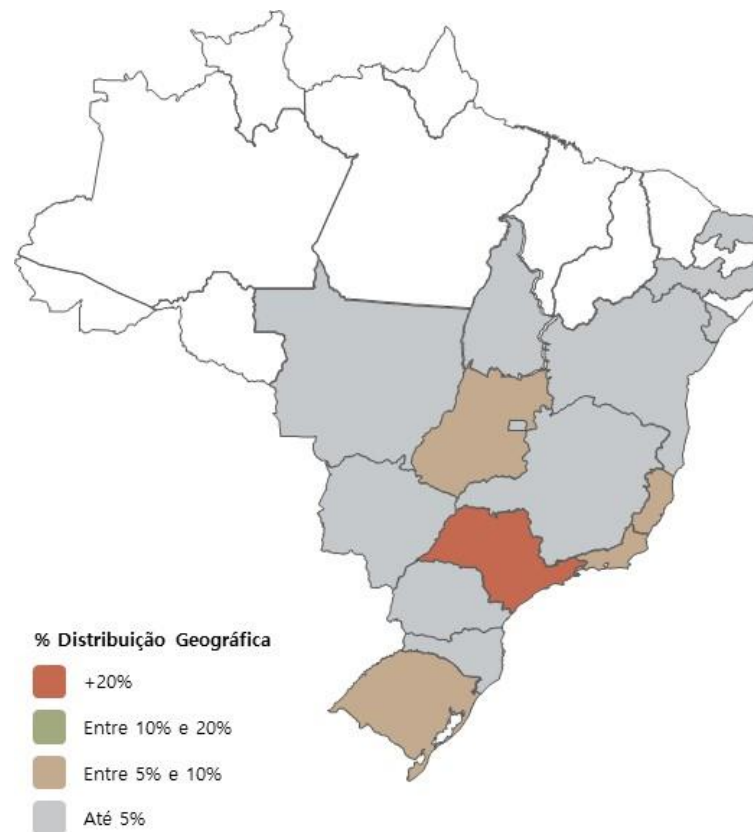 % Distribuição Geográfica
+20%
Entre 10% e 20%
Entre 5% e 10%
Até 5%